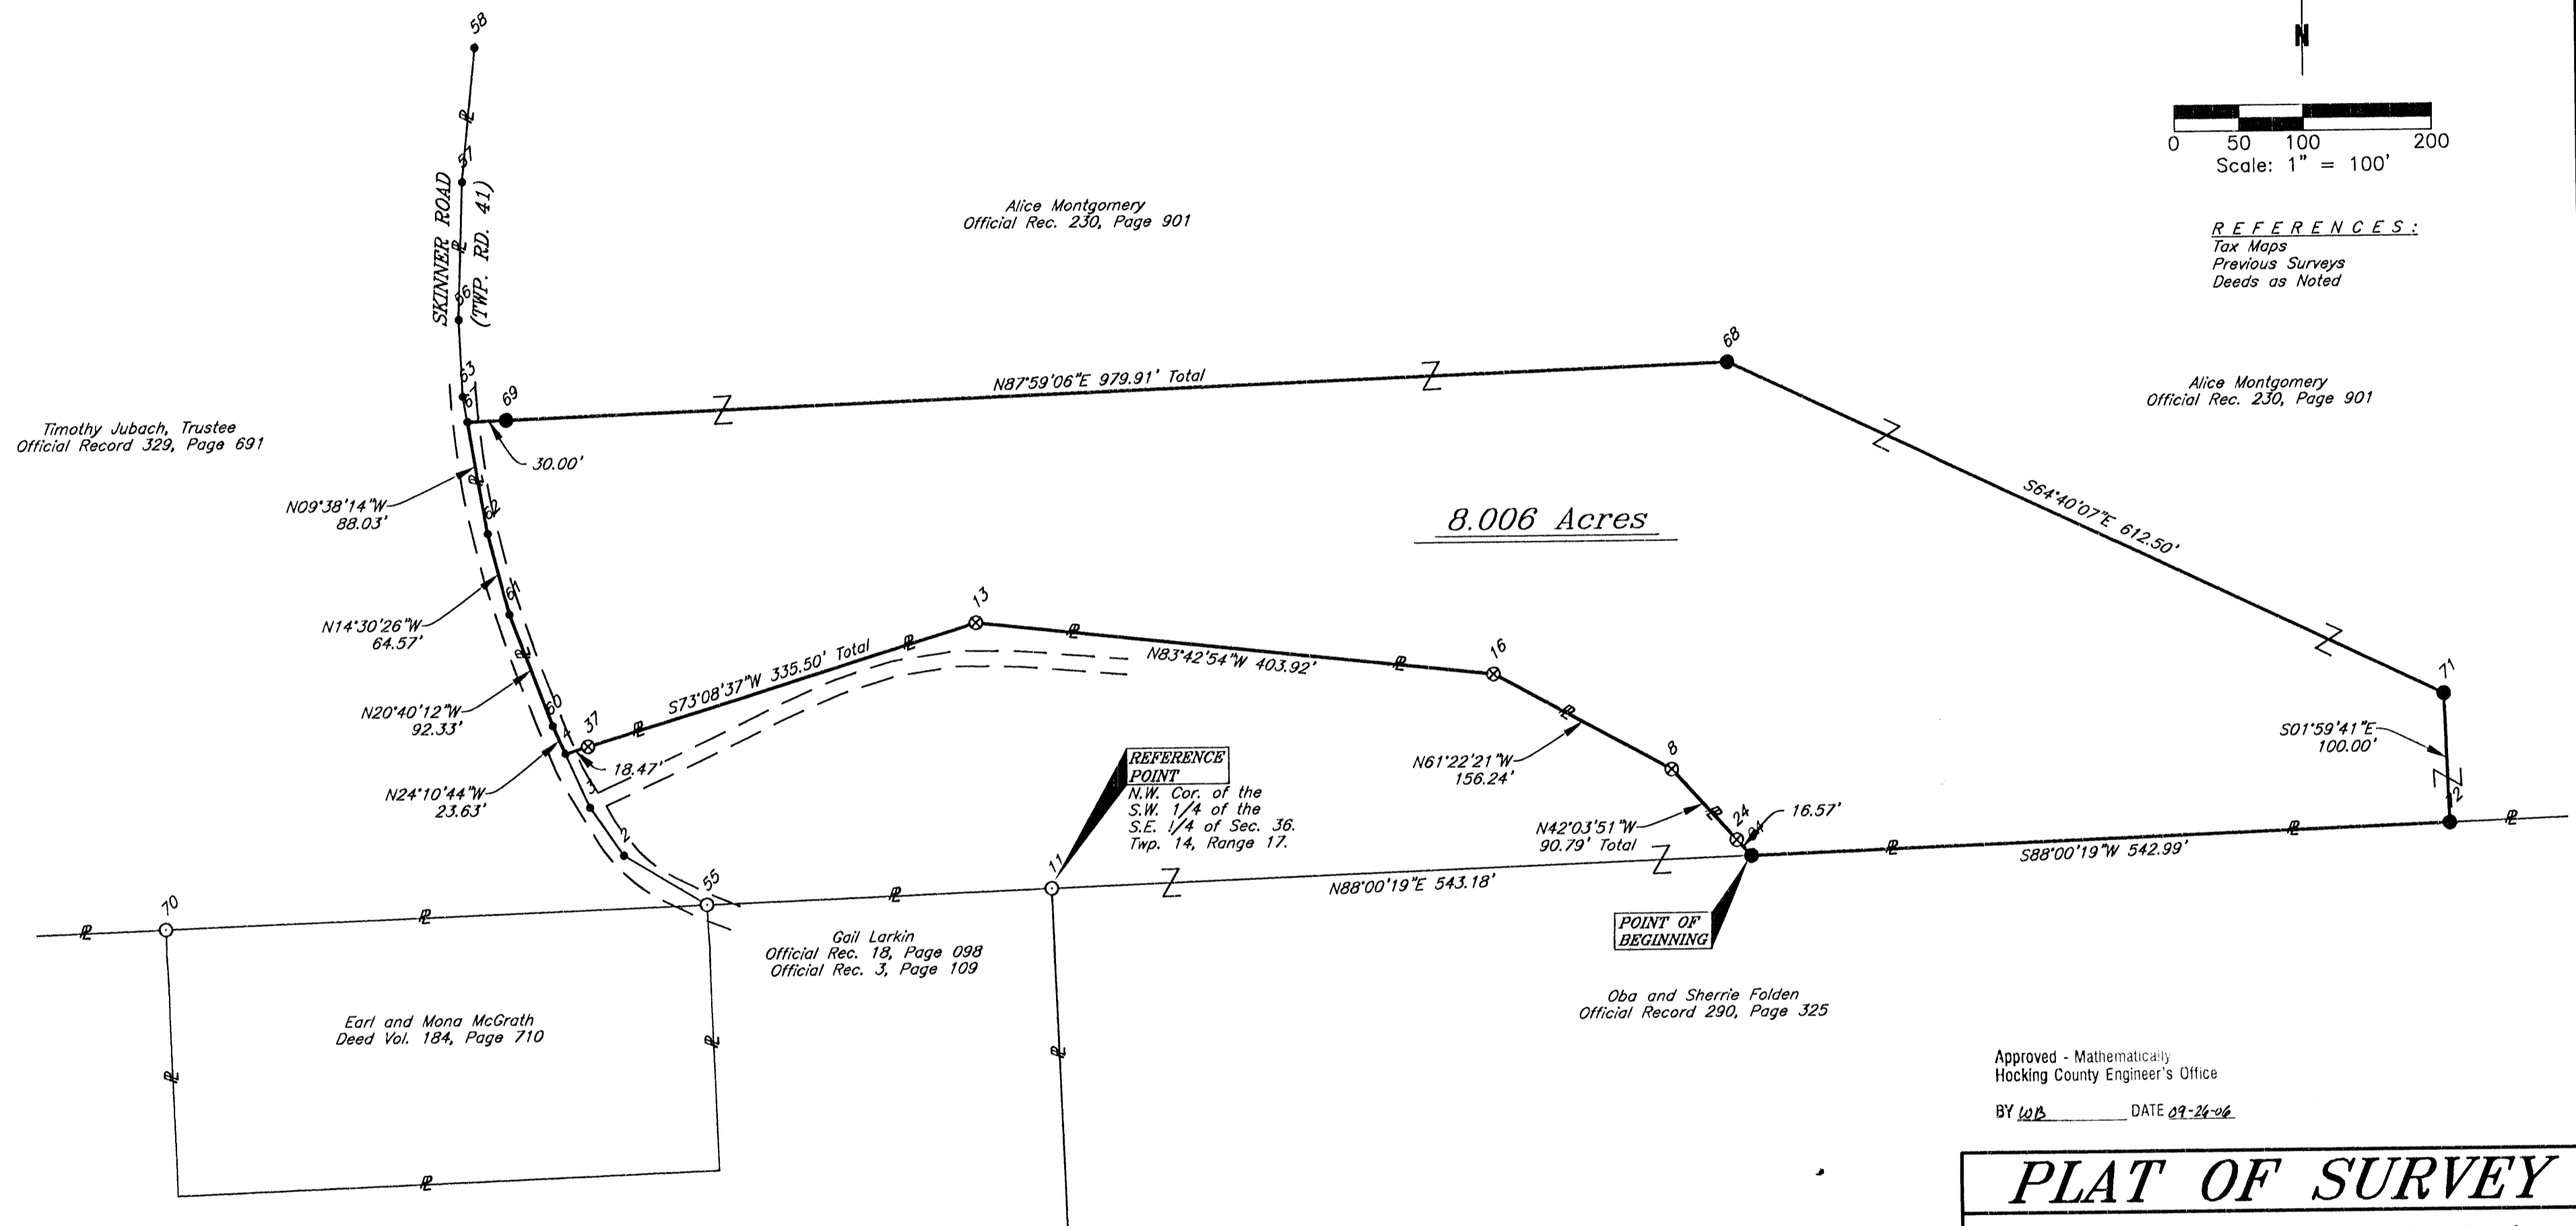 N
0 50 100 200
Scale: 1" = 100'
REFERENCES:
Tax Maps
Previous Surveys
Deeds as Noted
58
57
56
SKINNER ROAD
(TWP. RD. 41)
Alice Montgomery
Official Rec. 230, Page 901
63
67
69
N87°59'06"E 979.91' Total
68
Alice Montgomery
Official Rec. 230, Page 901
Timothy Jubach, Trustee
Official Record 329, Page 691
30.00'
N09°38'14"W
88.03'
62
8.006 Acres
S64°40'07"E 612.50'
61
N14°30'26"W
64.57'
13
N83°42'54"W 403.92'
16
S73°08'37"W 335.50' Total
71
N20°40'12"W
92.33'
60
4
37
18.47'
N24°10'44"W
23.63'
3
2
55
REFERENCE
POINT
N.W. Cor. of the
S.W. 1/4 of the
S.E. 1/4 of Sec. 36.
Twp. 14, Range 17.
11
N61°22'21"W
156.24'
8
N42°03'51"W
90.79' Total
24
16.57'
S01°59'41"E
100.00'
12
N88°00'19"E 543.18'
S88°00'19"W 542.99'
70
POINT OF
BEGINNING
Gail Larkin
Official Rec. 18, Page 098
Official Rec. 3, Page 109
Oba and Sherrie Folden
Official Record 290, Page 325
Earl and Mona McGrath
Deed Vol. 184, Page 710
Approved - Mathematically
Hocking County Engineer's Office
BY WB DATE 09-26-06
PLAT OF SURVEY